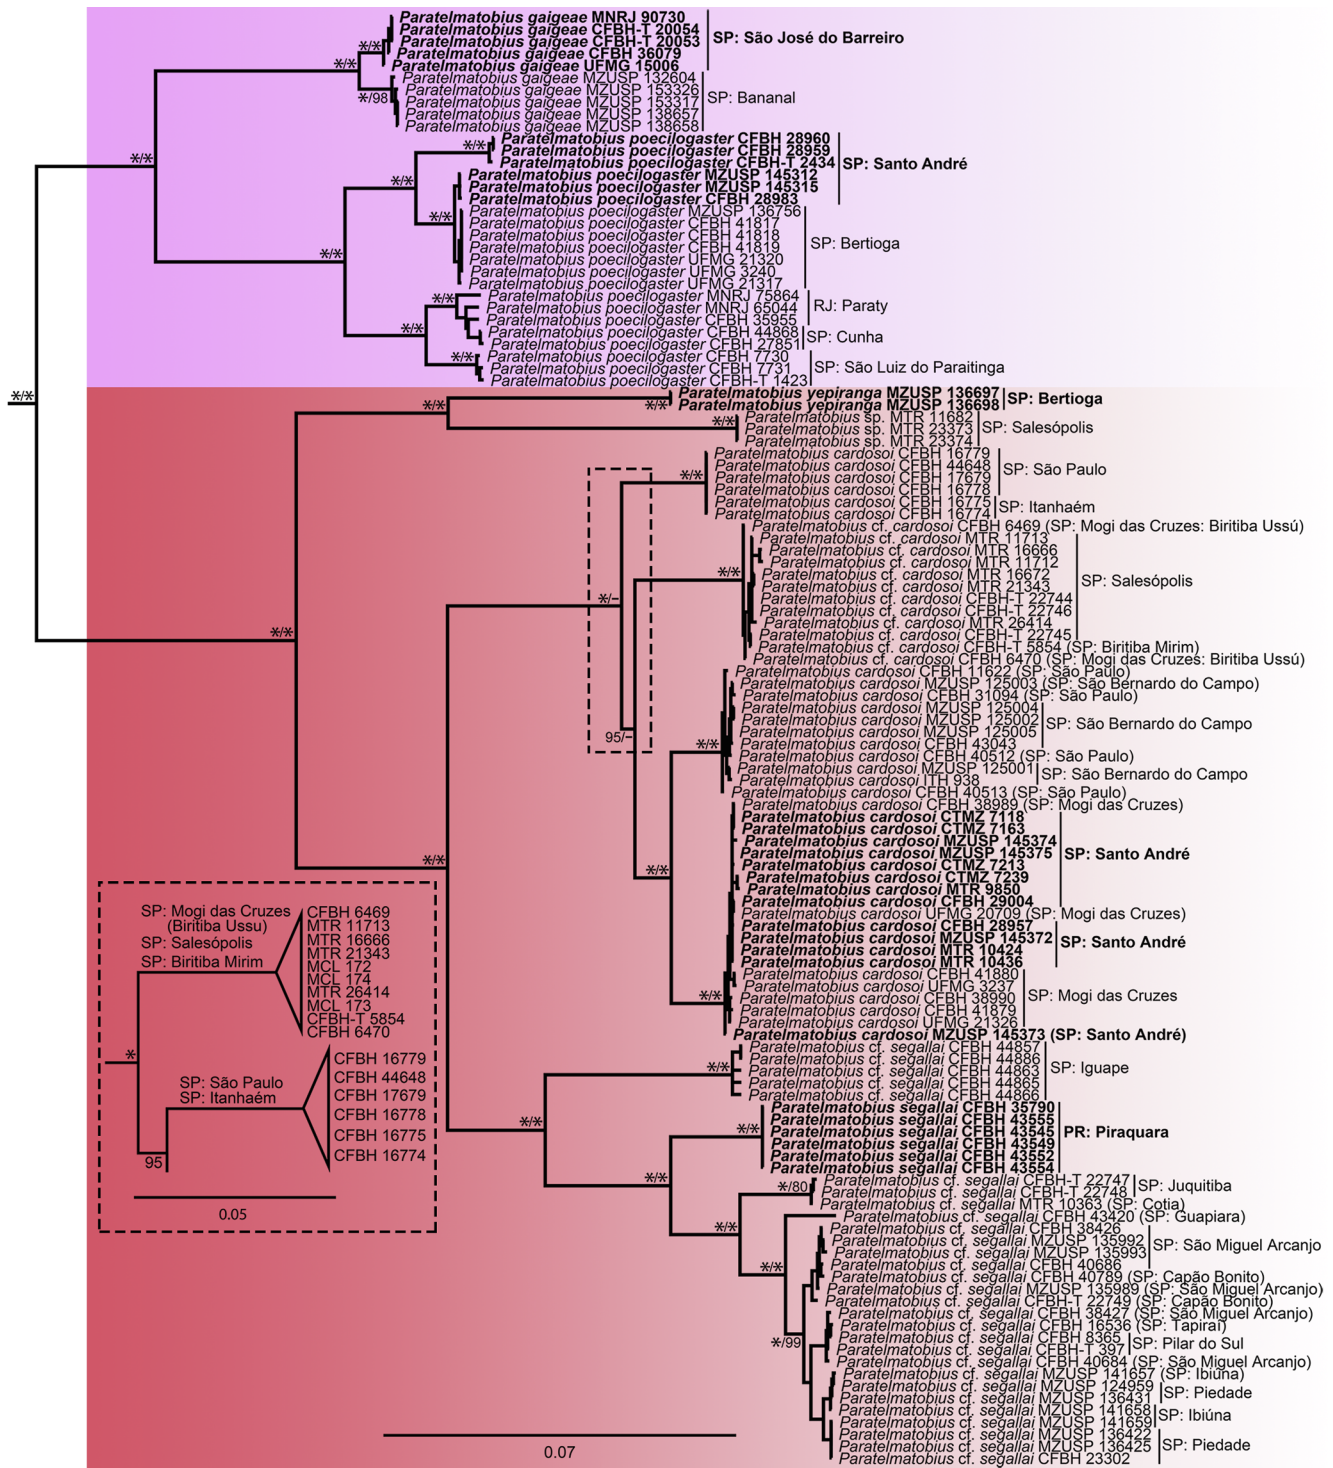 Paratelmatobius gaigeae MNRJ 90730
Paratelmatobius gaigeae CFBH-T 20054
Paratelmatobius gaigeae CFBH-T 20053
Paratelmatobius gaigeae CFBH 36079
Paratelmatobius gaigeae UFMG 15006
SP: São José do Barreiro
*/*
*/*
Paratelmatobius gaigeae MZUSP 132604
Paratelmatobius gaigeae MZUSP 153326
Paratelmatobius gaigeae MZUSP 153317
Paratelmatobius gaigeae MZUSP 138657
Paratelmatobius gaigeae MZUSP 138658
SP: Bananal
*/98
*/*
Paratelmatobius poecilogaster CFBH 28960
Paratelmatobius poecilogaster CFBH 28959
Paratelmatobius poecilogaster CFBH-T 2434
Paratelmatobius poecilogaster MZUSP 145312
Paratelmatobius poecilogaster MZUSP 145315
Paratelmatobius poecilogaster CFBH 28983
SP: Santo André
*/*
*/*
*/*
Paratelmatobius poecilogaster MZUSP 136756
Paratelmatobius poecilogaster CFBH 41817
Paratelmatobius poecilogaster CFBH 41818
Paratelmatobius poecilogaster CFBH 41819
Paratelmatobius poecilogaster UFMG 21320
Paratelmatobius poecilogaster UFMG 3240
Paratelmatobius poecilogaster UFMG 21317
SP: Bertioga
*/*
Paratelmatobius poecilogaster MNRJ 75864
Paratelmatobius poecilogaster MNRJ 65044
Paratelmatobius poecilogaster CFBH 35955
RJ: Paraty
*/*
*/*
Paratelmatobius poecilogaster CFBH 44868
Paratelmatobius poecilogaster CFBH 27851
SP: Cunha
Paratelmatobius poecilogaster CFBH 7730
Paratelmatobius poecilogaster CFBH 7731
Paratelmatobius poecilogaster CFBH-T 1423
SP: São Luiz do Paraitinga
*/*
*/*
Paratelmatobius yepiranga MZUSP 136697
Paratelmatobius yepiranga MZUSP 136698
SP: Bertioga
*/*
*/*
Paratelmatobius sp. MTR 11682
Paratelmatobius sp. MTR 23373
Paratelmatobius sp. MTR 23374
SP: Salesópolis
*/*
Paratelmatobius cardosoi CFBH 16779
Paratelmatobius cardosoi CFBH 44648
Paratelmatobius cardosoi CFBH 17679
Paratelmatobius cardosoi CFBH 16778
SP: São Paulo
*/*
Paratelmatobius cardosoi CFBH 16775
Paratelmatobius cardosoi CFBH 16774
SP: Itanhaém
Paratelmatobius cf. cardosoi CFBH 6469 (SP: Mogi das Cruzes: Biritiba Ussú)
Paratelmatobius cf. cardosoi MTR 11713
Paratelmatobius cf. cardosoi MTR 16666
Paratelmatobius cf. cardosoi MTR 11712
Paratelmatobius cf. cardosoi MTR 16672
Paratelmatobius cf. cardosoi MTR 21343
Paratelmatobius cf. cardosoi CFBH-T 22744
Paratelmatobius cf. cardosoi CFBH-T 22746
Paratelmatobius cf. cardosoi MTR 26414
Paratelmatobius cf. cardosoi CFBH-T 22745
SP: Salesópolis
*/*
*/–
*/*
Paratelmatobius cf. cardosoi CFBH-T 5854 (SP: Biritiba Mirim)
Paratelmatobius cf. cardosoi CFBH 6470 (SP: Mogi das Cruzes: Biritiba Ussú)
Paratelmatobius cardosoi CFBH 11622 (SP: São Paulo)
Paratelmatobius cardosoi MZUSP 125003 (SP: São Bernardo do Campo)
Paratelmatobius cardosoi CFBH 31094 (SP: São Paulo)
Paratelmatobius cardosoi MZUSP 125004
Paratelmatobius cardosoi MZUSP 125002
Paratelmatobius cardosoi MZUSP 125005
Paratelmatobius cardosoi CFBH 43043
SP: São Bernardo do Campo
95/–
*/*
Paratelmatobius cardosoi CFBH 40512 (SP: São Paulo)
Paratelmatobius cardosoi MZUSP 125001
Paratelmatobius cardosoi ITH 938
SP: São Bernardo do Campo
Paratelmatobius cardosoi CFBH 40513 (SP: São Paulo)
Paratelmatobius cardosoi CFBH 38989 (SP: Mogi das Cruzes)
Paratelmatobius cardosoi CTMZ 7118
Paratelmatobius cardosoi CTMZ 7163
Paratelmatobius cardosoi MZUSP 145374
Paratelmatobius cardosoi MZUSP 145375
Paratelmatobius cardosoi CTMZ 7213
Paratelmatobius cardosoi CTMZ 7239
Paratelmatobius cardosoi MTR 9850
Paratelmatobius cardosoi CFBH 29004
SP: Santo André
*/*
*/*
Paratelmatobius cardosoi UFMG 20709 (SP: Mogi das Cruzes)
Paratelmatobius cardosoi CFBH 28957
Paratelmatobius cardosoi MZUSP 145372
Paratelmatobius cardosoi MTR 10424
Paratelmatobius cardosoi MTR 10436
SP: Santo André
Paratelmatobius cardosoi CFBH 41880
Paratelmatobius cardosoi UFMG 3237
Paratelmatobius cardosoi CFBH 38990
Paratelmatobius cardosoi CFBH 41879
Paratelmatobius cardosoi UFMG 21326
SP: Mogi das Cruzes
*/*
Paratelmatobius cardosoi MZUSP 145373 (SP: Santo André)
Paratelmatobius cf. segallai CFBH 44857
Paratelmatobius cf. segallai CFBH 44886
Paratelmatobius cf. segallai CFBH 44863
Paratelmatobius cf. segallai CFBH 44865
Paratelmatobius cf. segallai CFBH 44866
SP: Iguape
*/*
*/*
Paratelmatobius segallai CFBH 35790
Paratelmatobius segallai CFBH 43555
Paratelmatobius segallai CFBH 43545
Paratelmatobius segallai CFBH 43549
Paratelmatobius segallai CFBH 43552
Paratelmatobius segallai CFBH 43554
PR: Piraquara
*/*
*/*
Paratelmatobius cf. segallai CFBH-T 22747
Paratelmatobius cf. segallai CFBH-T 22748
SP: Juquitiba
*/80
Paratelmatobius cf. segallai MTR 10363 (SP: Cotia)
Paratelmatobius cf. segallai CFBH 43420 (SP: Guapiara)
*/*
Paratelmatobius cf. segallai CFBH 38426
Paratelmatobius cf. segallai MZUSP 135992
Paratelmatobius cf. segallai MZUSP 135993
Paratelmatobius cf. segallai CFBH 40686
SP: São Miguel Arcanjo
*/*
Paratelmatobius cf. segallai CFBH 40789 (SP: Capão Bonito)
Paratelmatobius cf. segallai MZUSP 135989 (SP: São Miguel Arcanjo)
Paratelmatobius cf. segallai CFBH-T 22749 (SP: Capão Bonito)
Paratelmatobius cf. segallai CFBH 38427 (SP: São Miguel Arcanjo)
Paratelmatobius cf. segallai CFBH 16536 (SP: Tapiraí)
Paratelmatobius cf. segallai CFBH 8365
Paratelmatobius cf. segallai CFBH-T 397
SP: Pilar do Sul
*/99
Paratelmatobius cf. segallai CFBH 40684 (SP: São Miguel Arcanjo)
Paratelmatobius cf. segallai MZUSP 141657 (SP: Ibiúna)
Paratelmatobius cf. segallai MZUSP 124959
Paratelmatobius cf. segallai MZUSP 136431
SP: Piedade
Paratelmatobius cf. segallai MZUSP 141658
Paratelmatobius cf. segallai MZUSP 141659
SP: Ibiúna
Paratelmatobius cf. segallai MZUSP 136422
Paratelmatobius cf. segallai MZUSP 136425
Paratelmatobius cf. segallai CFBH 23302
SP: Piedade
0.07
SP: Mogi das Cruzes
(Biritiba Ussu)
SP: Salesópolis
SP: Biritiba Mirim
CFBH 6469
MTR 11713
MTR 16666
MTR 21343
MCL 172
MCL 174
MTR 26414
MCL 173
CFBH-T 5854
CFBH 6470
*
SP: São Paulo
SP: Itanhaém
CFBH 16779
CFBH 44648
CFBH 17679
CFBH 16778
CFBH 16775
CFBH 16774
95
0.05